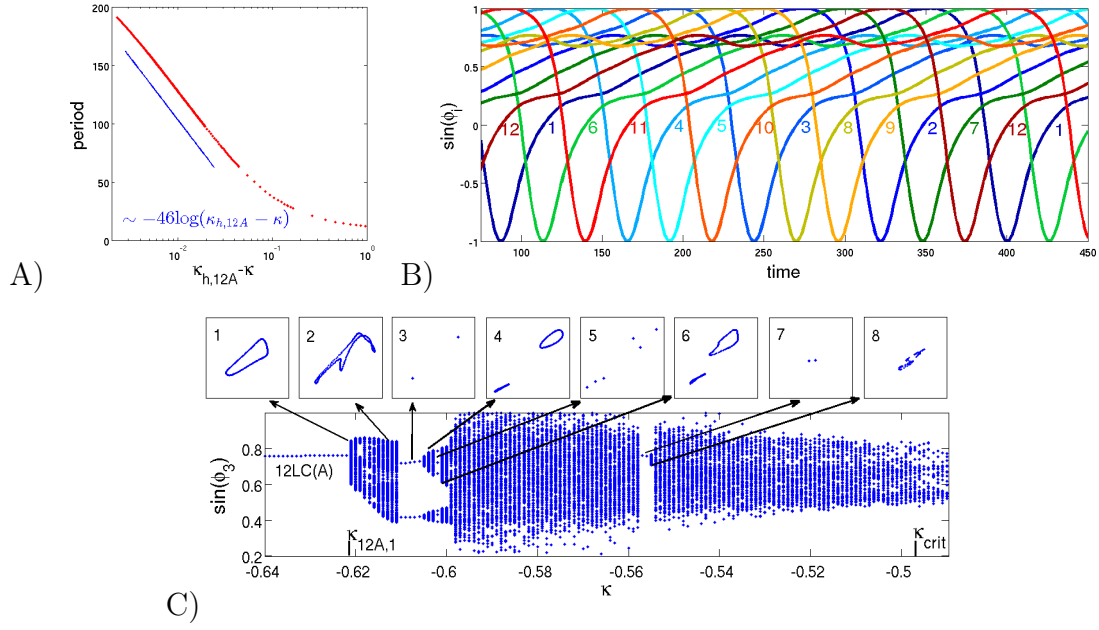 A)
period
200
150
100
50
0
10⁻²
10⁻¹
10⁰
κh,12A-κ
∼ −46log(κh,12A − κ)
B)
sin(ϕi)
1
0.5
0
-0.5
-1
12 1 6 11 4 5 10 3 8 9 2 7 12 1
100 150 200 250 300 350 400 450
time
1 2 3 4 5 6 7 8
C)
sin(ϕ3)
0.8
0.6
0.4
0.2
12LC(A)
κ12A,1
κcrit
-0.64 -0.62 -0.6 -0.58 -0.56 -0.54 -0.52 -0.5
κ